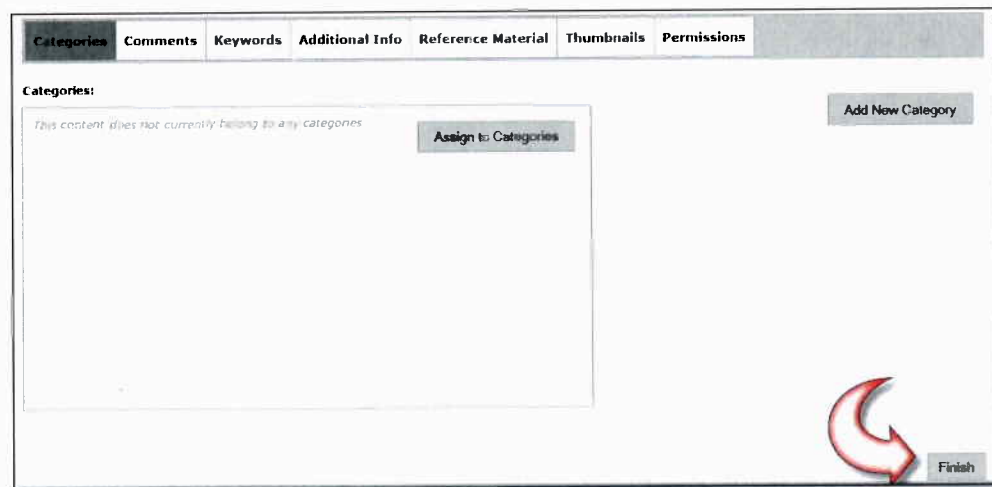 Categories Comments Keywords Additional Info Reference Material Thumbnails Permissions
Categories:
Add New Category
This content does not currently belong to any categories
Assign to Categories
Finish